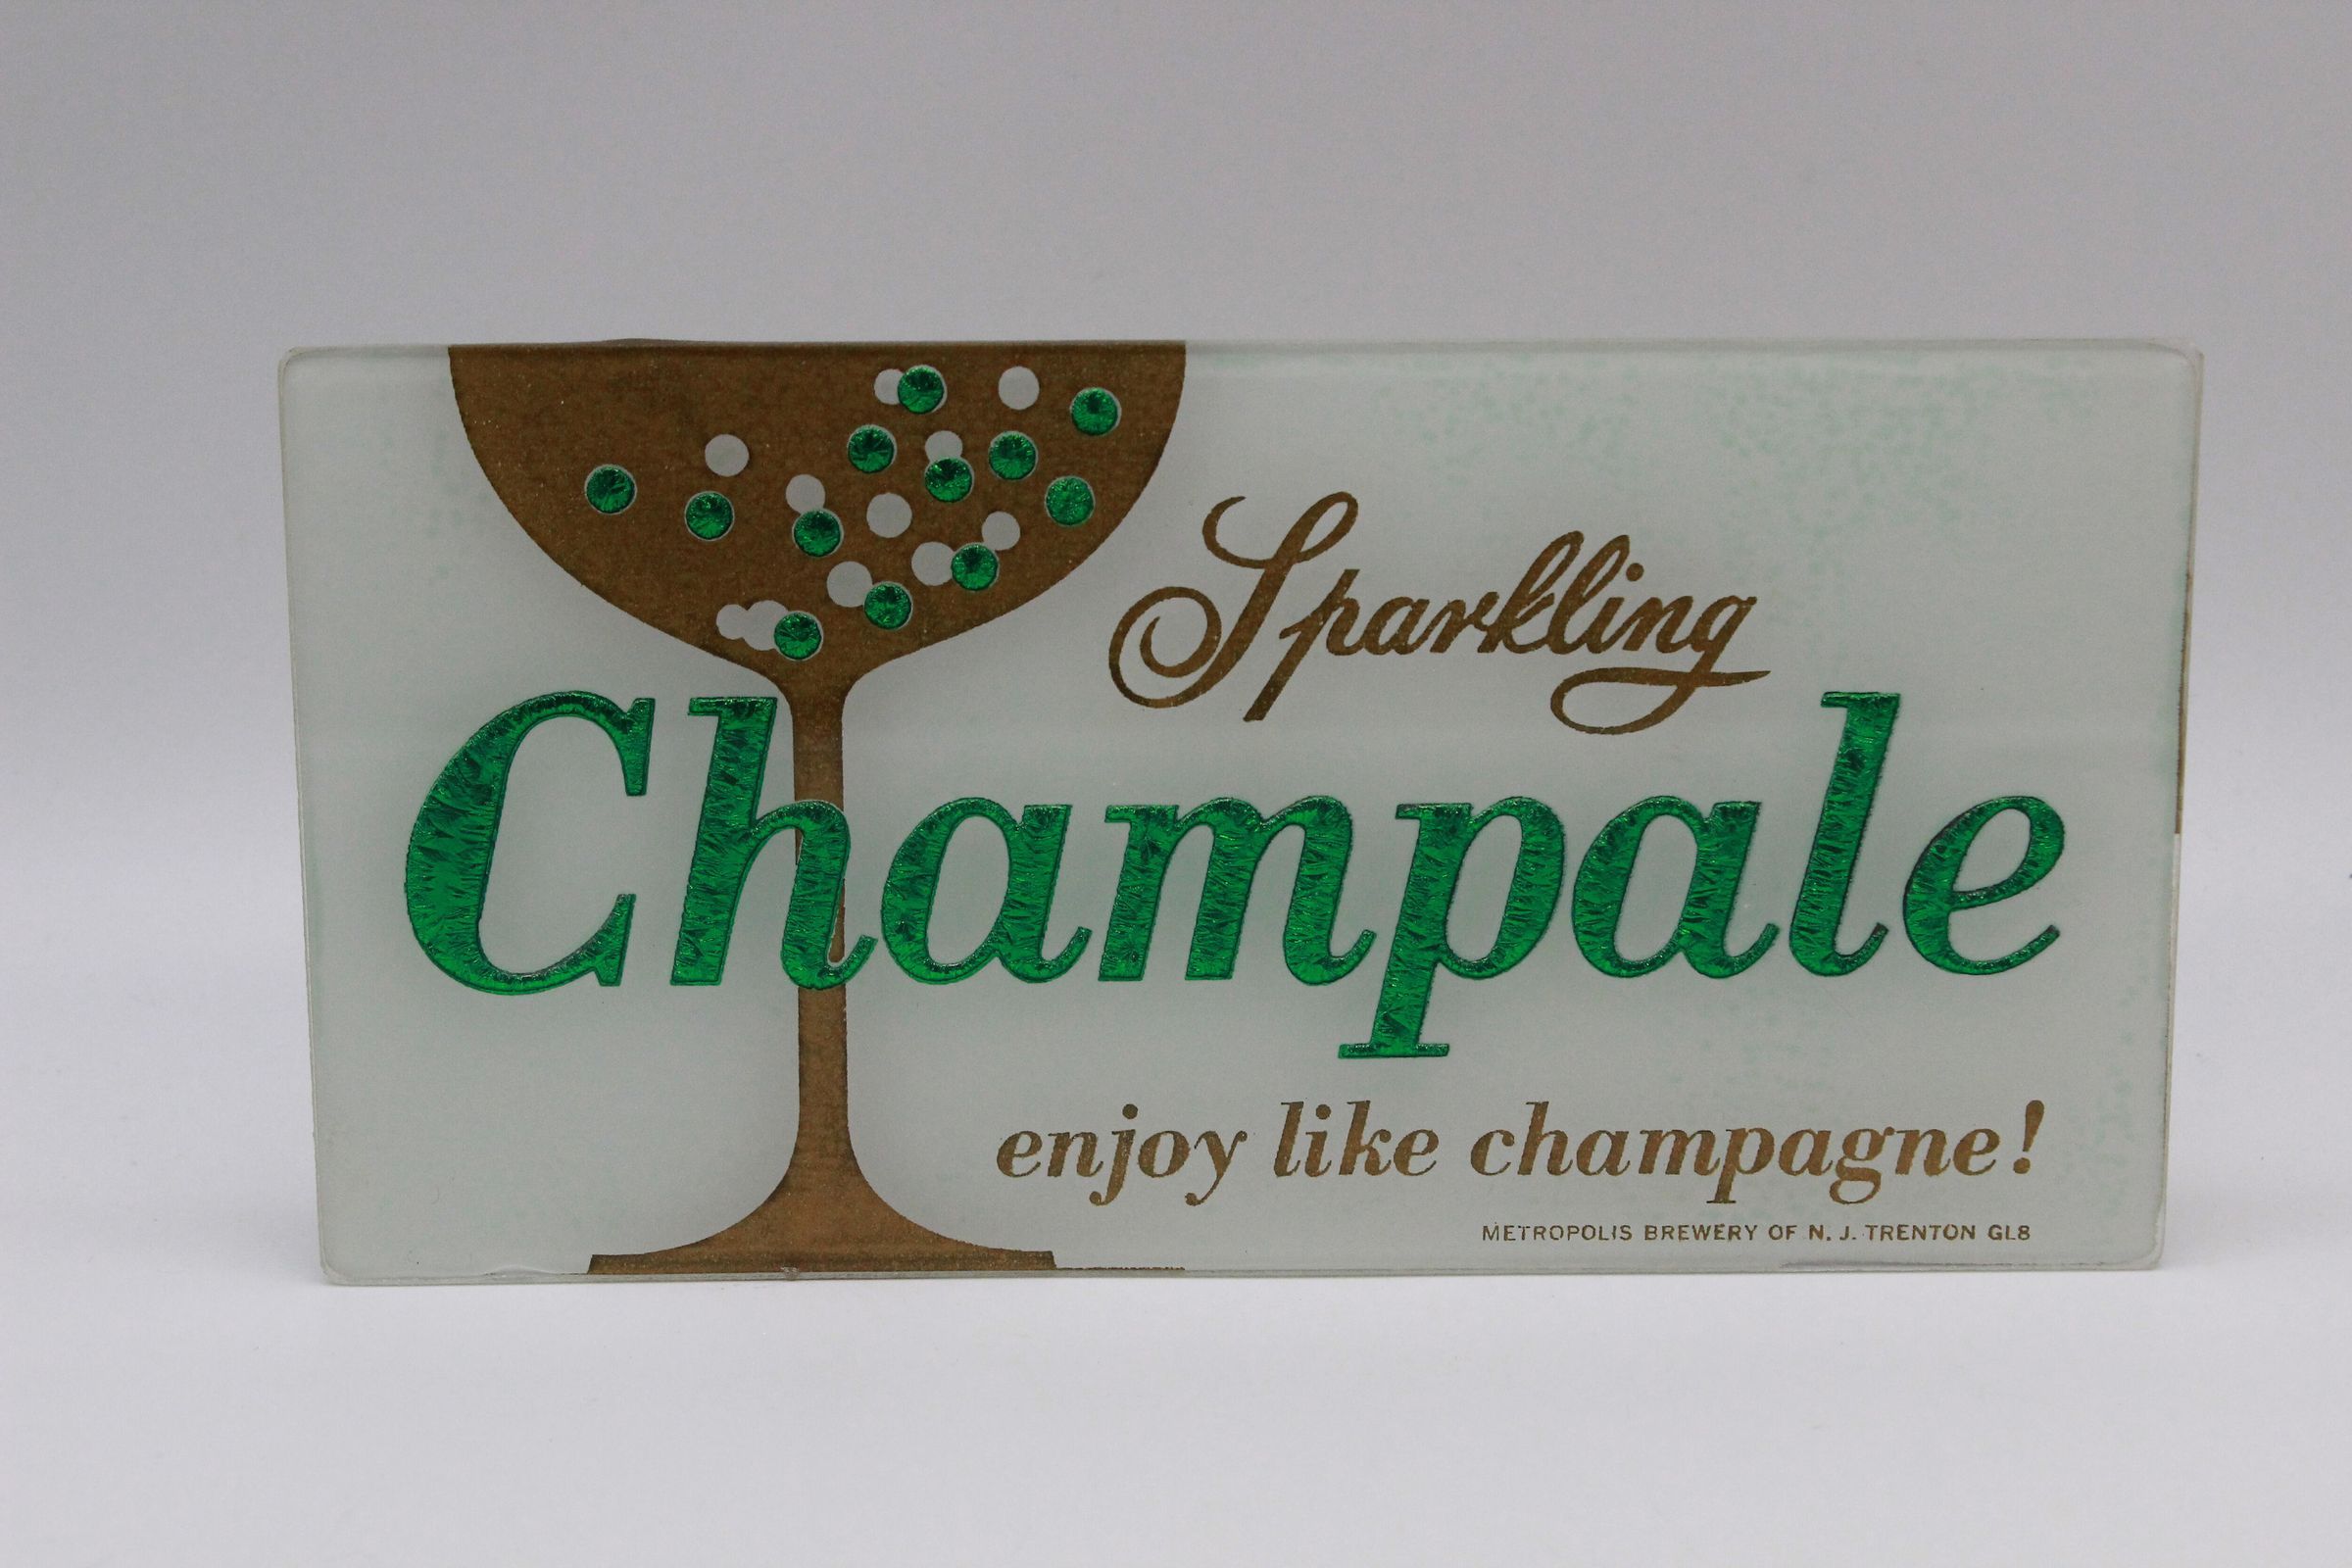 Sparkling
Champale
enjoy like champagne!
METROPOLIS BREWERY OF N. J. TRENTON GL8